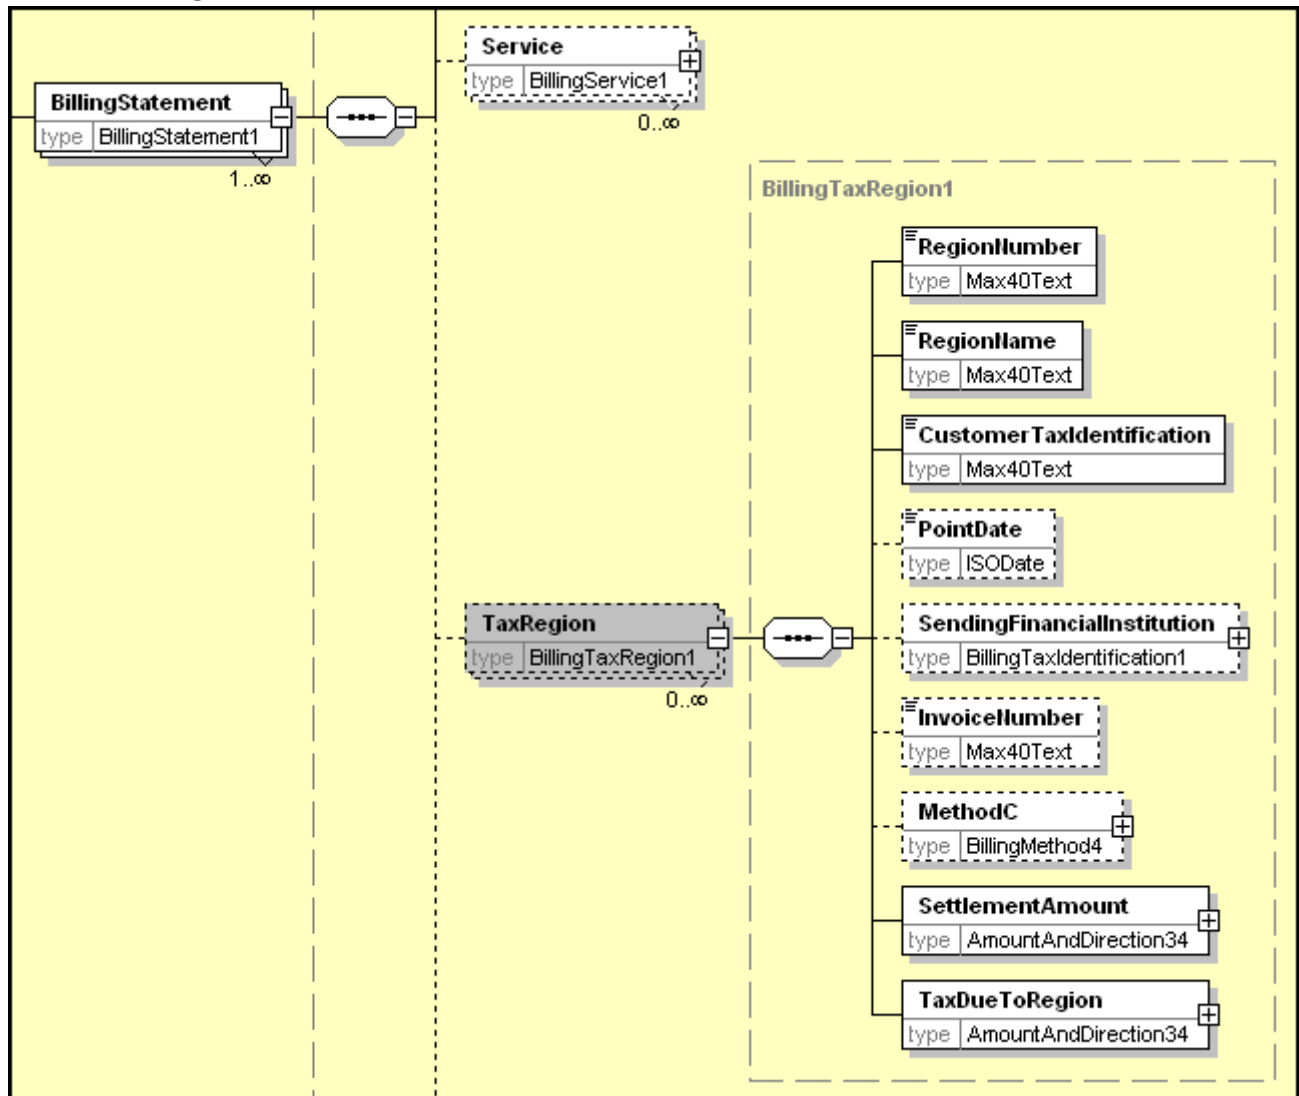 Service
type BillingService1
0..∞
BillingStatement
type BillingStatement1
1..∞
BillingTaxRegion1
RegionNumber
type Max40Text
RegionName
type Max40Text
CustomerTaxIdentification
type Max40Text
PointDate
type ISODate
TaxRegion
type BillingTaxRegion1
0..∞
SendingFinancialInstitution
type BillingTaxIdentification1
InvoiceNumber
type Max40Text
MethodC
type BillingMethod4
SettlementAmount
type AmountAndDirection34
TaxDueToRegion
type AmountAndDirection34